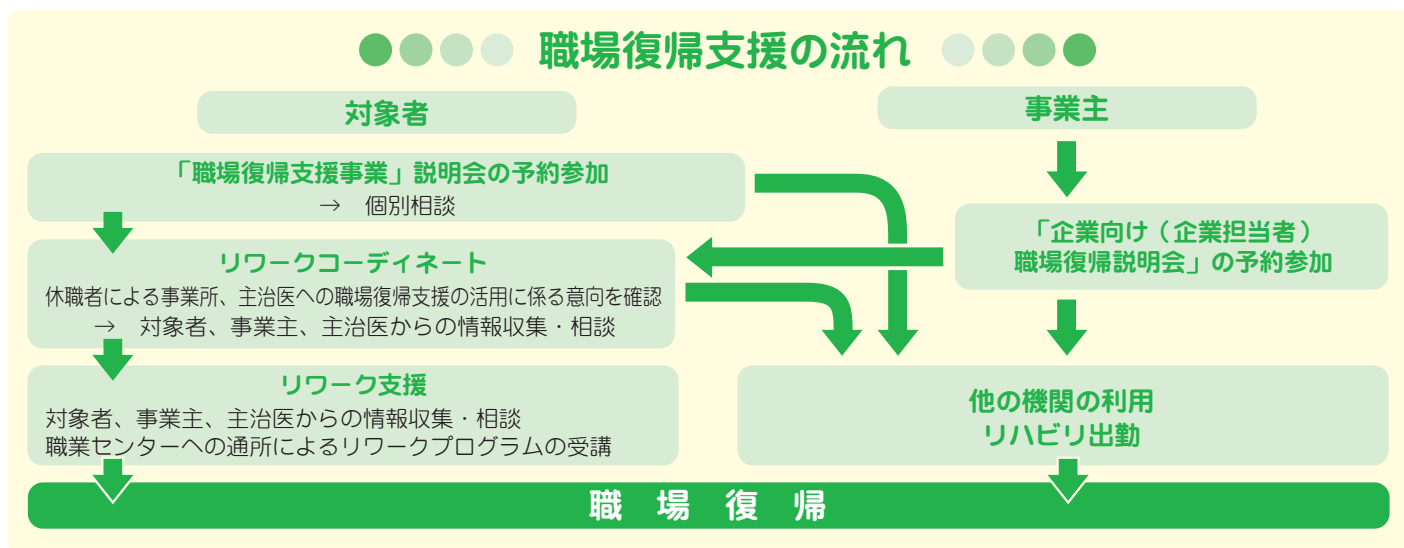 職場復帰支援の流れ
対象者
「職場復帰支援事業」説明会の予約参加
→ 個別相談
リワークコーディネート
休職者による事業所、主治医への職場復帰支援の活用に係る意向を確認
→ 対象者、事業主、主治医からの情報収集・相談
リワーク支援
対象者、事業主、主治医からの情報収集・相談
職業センターへの通所によるリワークプログラムの受講
事業主
「企業向け（企業担当者）
職場復帰説明会」の予約参加
他の機関の利用
リハビリ出勤
職場復帰